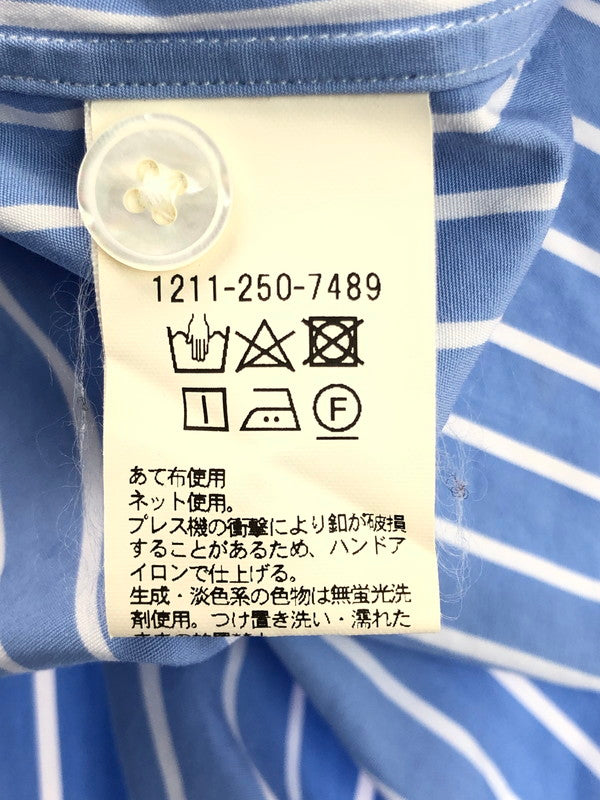 1211-250-7489
F
あて布使用
ネット使用。
プレス機の衝撃により釦が破損
することがあるため、ハンドア
イロンで仕上げる。
生成・淡色系の色物は無蛍光洗
剤使用。つけ置き洗い・濡れた